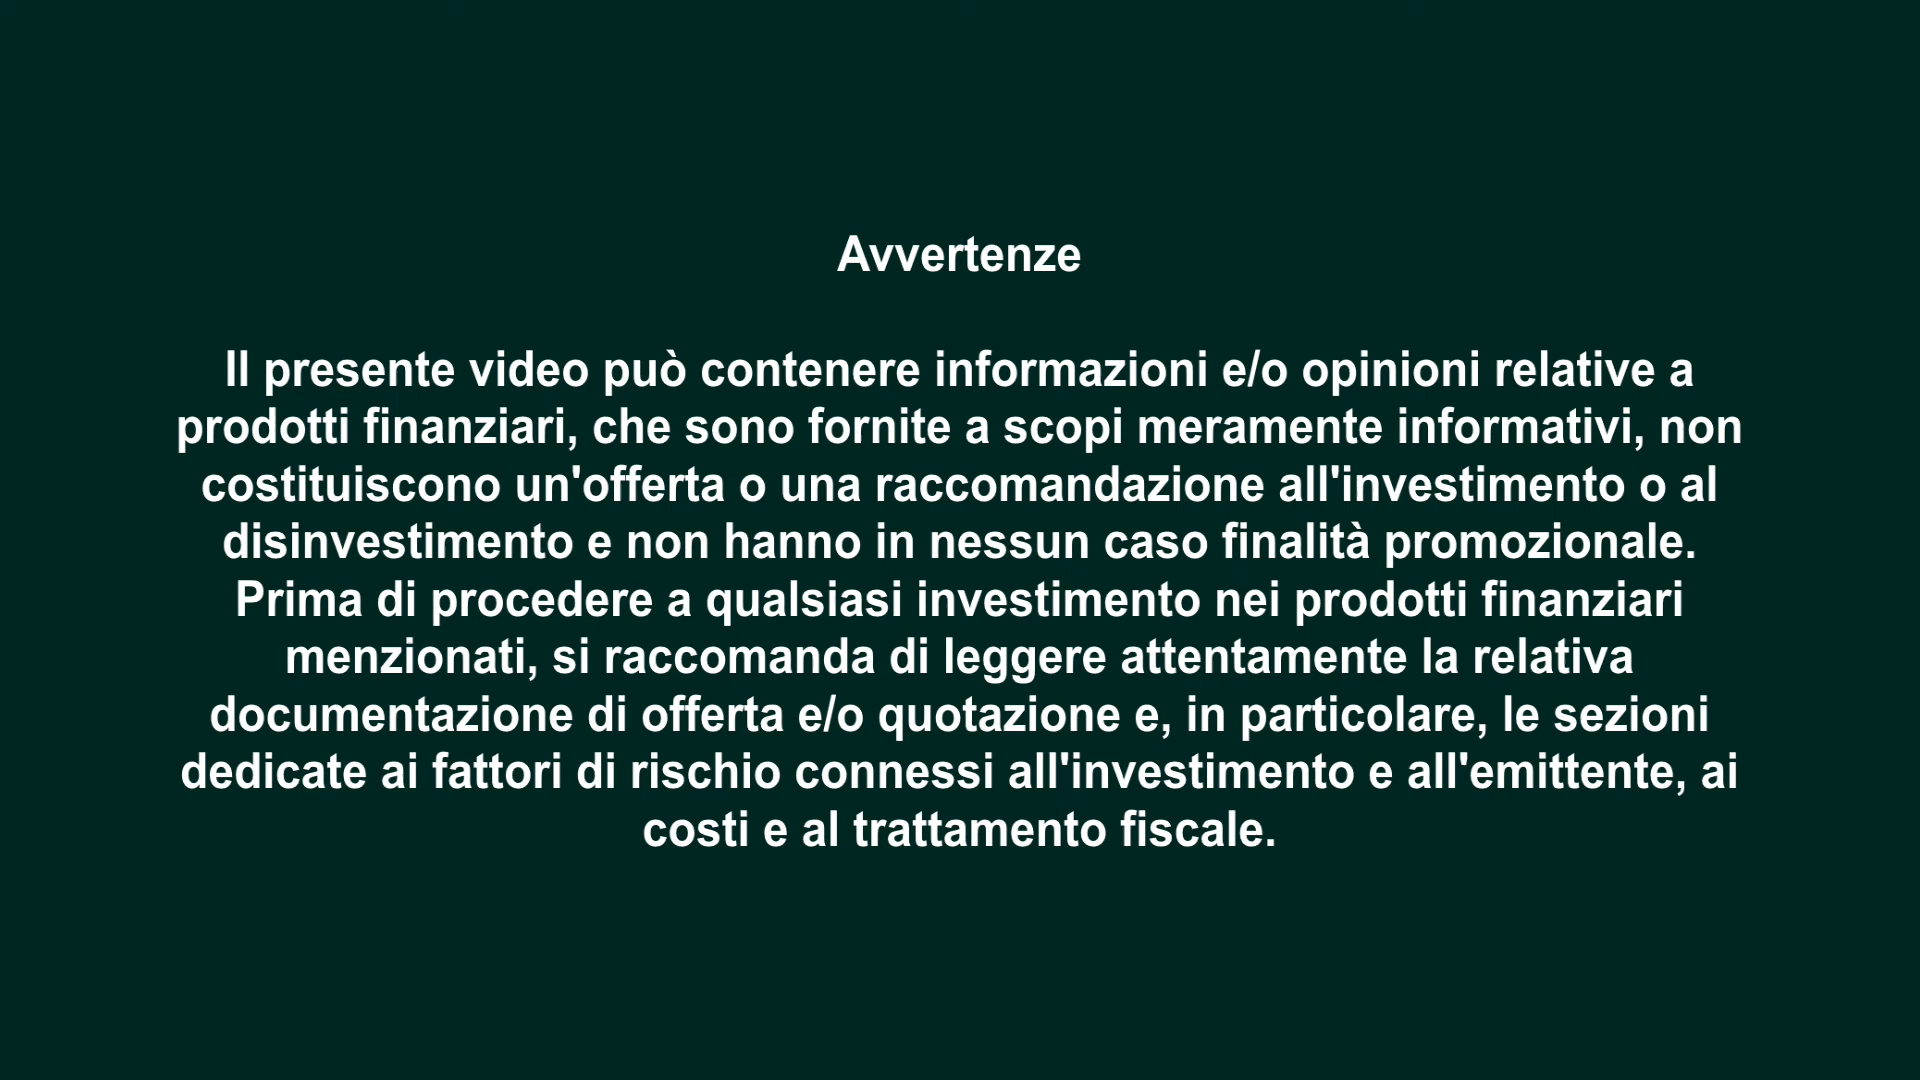 Avvertenze
Il presente video può contenere informazioni e/o opinioni relative a
prodotti finanziari, che sono fornite a scopi meramente informativi, non
costituiscono un'offerta o una raccomandazione all'investimento o al
disinvestimento e non hanno in nessun caso finalità promozionale.
Prima di procedere a qualsiasi investimento nei prodotti finanziari
menzionati, si raccomanda di leggere attentamente la relativa
documentazione di offerta e/o quotazione e, in particolare, le sezioni
dedicate ai fattori di rischio connessi all'investimento e all'emittente, ai
costi e al trattamento fiscale.